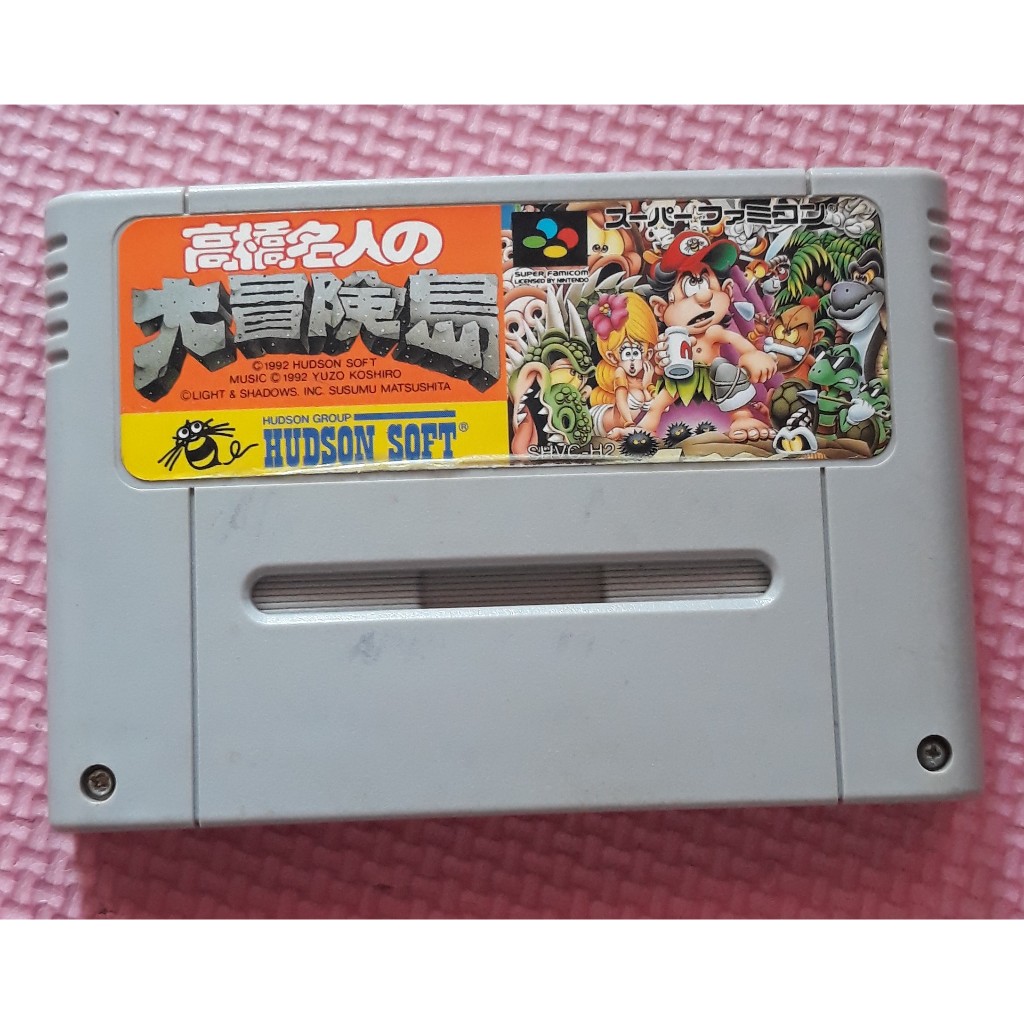 高橋名人の
大冒険島
©1992 HUDSON SOFT
MUSIC ©1992 YUZO KOSHIRO
©LIGHT & SHADOWS. INC. SUSUMU MATSUSHITA
HUDSON GROUP
HUDSON SOFT®
スーパーファミコン
SUPER FAMICOM
LICENSED BY NINTENDO
SHVC-H2